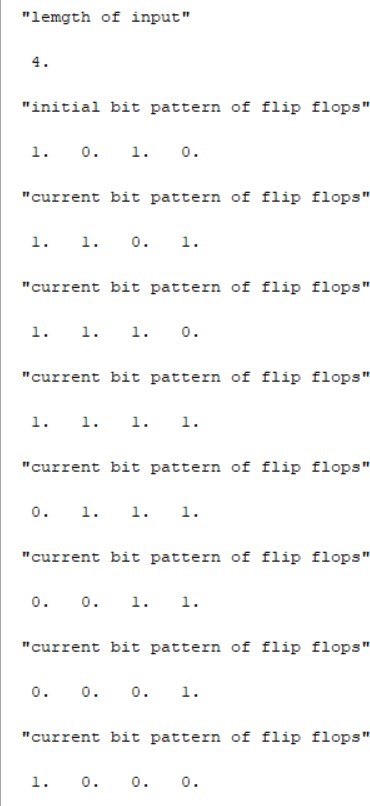 "lemgth of input"
4.
"initial bit pattern of flip flops"
1. 0. 1. 0.
"current bit pattern of flip flops"
1. 1. 0. 1.
"current bit pattern of flip flops"
1. 1. 1. 0.
"current bit pattern of flip flops"
1. 1. 1. 1.
"current bit pattern of flip flops"
0. 1. 1. 1.
"current bit pattern of flip flops"
0. 0. 1. 1.
"current bit pattern of flip flops"
0. 0. 0. 1.
"current bit pattern of flip flops"
1. 0. 0. 0.